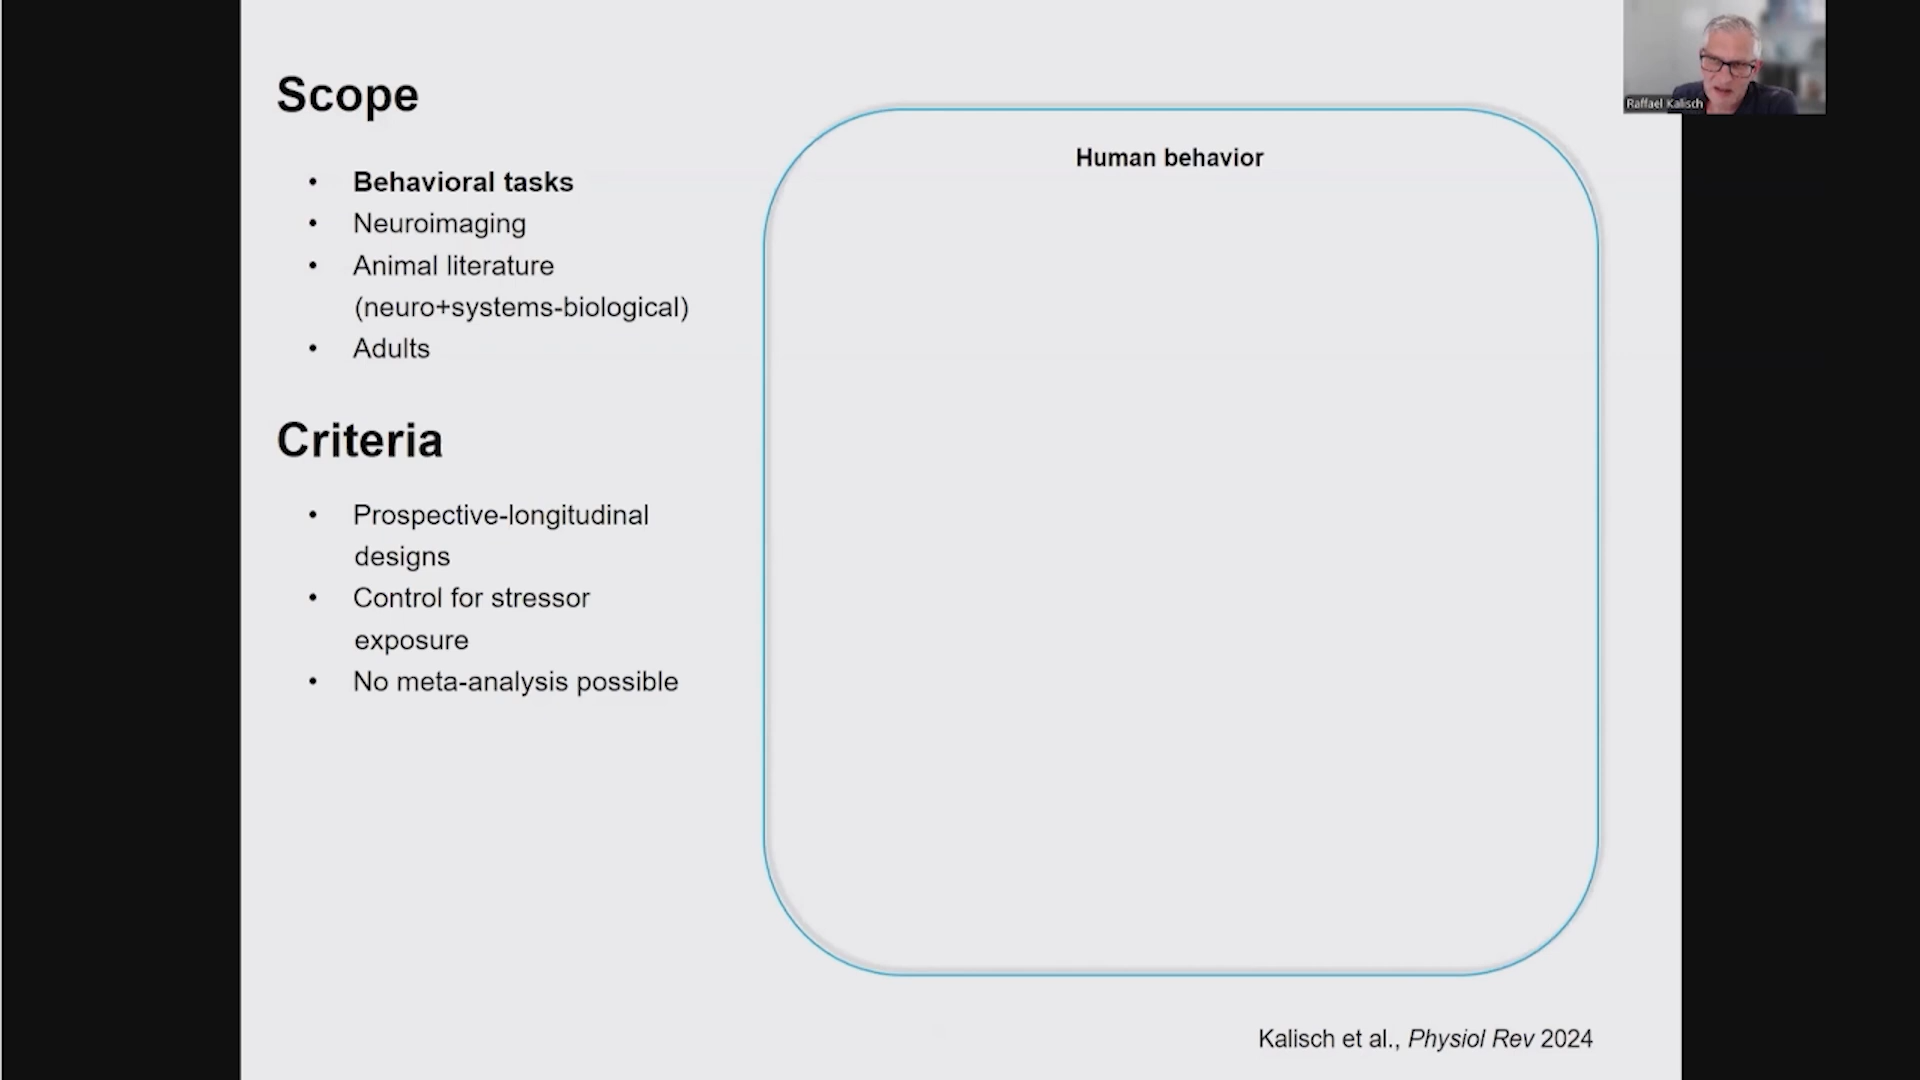 Scope
• Behavioral tasks
• Neuroimaging
• Animal literature
(neuro+systems-biological)
• Adults
Criteria
• Prospective-longitudinal
designs
• Control for stressor
exposure
• No meta-analysis possible
Human behavior
Kalisch et al., Physiol Rev 2024
Raffael Kalisch